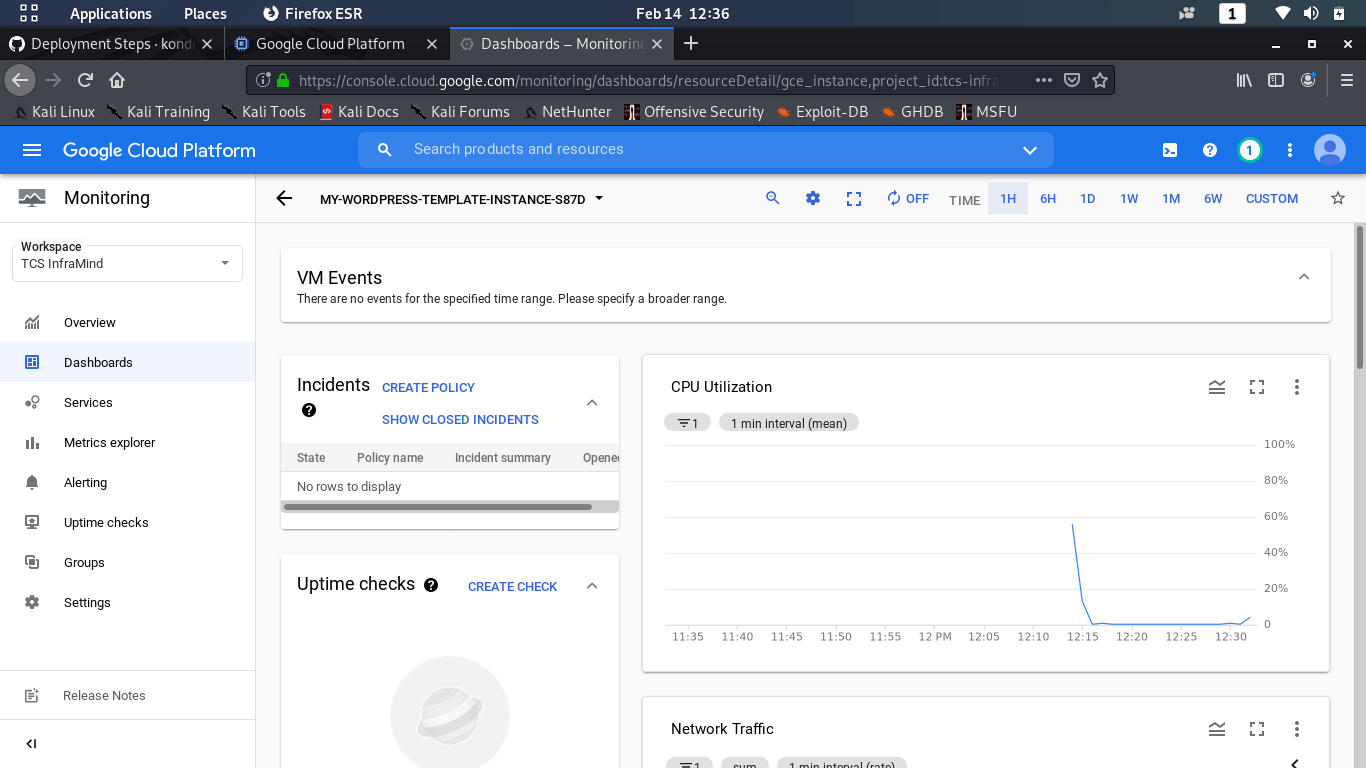 Applications Places Firefox ESR Feb 14 12:36 1
Deployment Steps · kond Google Cloud Platform Dashboards – Monitoring
https://console.cloud.google.com/monitoring/dashboards/resourceDetail/gce_instance,project_id:tcs-infra
Kali Linux Kali Training Kali Tools Kali Docs Kali Forums NetHunter Offensive Security Exploit-DB GHDB MSFU
Google Cloud Platform Search products and resources 1
Monitoring
MY-WORDPRESS-TEMPLATE-INSTANCE-S87D OFF TIME 1H 6H 1D 1W 1M 6W CUSTOM
Workspace
TCS InfraMind
Overview
Dashboards
Services
Metrics explorer
Alerting
Uptime checks
Groups
Settings
Release Notes
VM Events
There are no events for the specified time range. Please specify a broader range.
Incidents CREATE POLICY
SHOW CLOSED INCIDENTS
State Policy name Incident summary Opened
No rows to display
Uptime checks CREATE CHECK
CPU Utilization
1 1 min interval (mean)
100%
80%
60%
40%
20%
0
11:35 11:40 11:45 11:50 11:55 12 PM 12:05 12:10 12:15 12:20 12:25 12:30
Network Traffic
1 sum 1 min interval (rate)